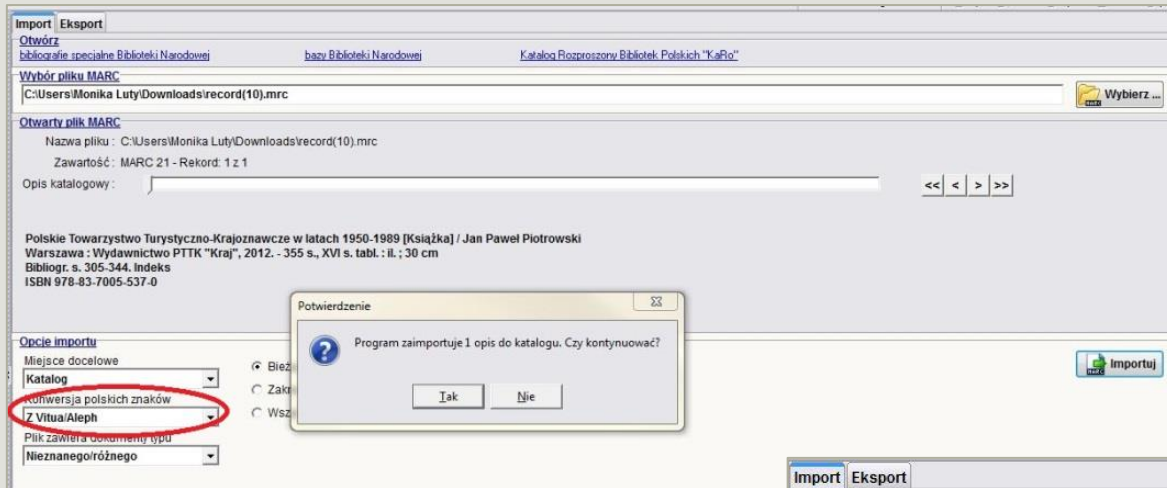 Import Eksport
Otwórz
bibliografie specjalne Biblioteki Narodowej bazy Biblioteki Narodowej Katalog Rozproszony Bibliotek Polskich "KaRo"
Wybór pliku MARC
C:\Users\Monika Luty\Downloads\record(10).mrc Wybierz ...
Otwarty plik MARC
Nazwa pliku : C:\Users\Monika Luty\Downloads\record(10).mrc
Zawartość : MARC 21 - Rekord: 1 z 1
Opis katalogowy : << < > >>
Polskie Towarzystwo Turystyczno-Krajoznawcze w latach 1950-1989 [Książka] / Jan Paweł Piotrowski
Warszawa : Wydawnictwo PTTK "Kraj", 2012. - 355 s., XVI s. tabl. : il. ; 30 cm
Bibliogr. s. 305-344. Indeks
ISBN 978-83-7005-537-0
Potwierdzenie
Program zaimportuje 1 opis do katalogu. Czy kontynuować?
Tak Nie
Opcje importu
Miejsce docelowe
Katalog
Konwersja polskich znaków
Z Vitua/Aleph
Plik zawiera dokumenty typu
Nieznanego/różnego
Bież
Zakr
Wsz
Importuj
Import Eksport